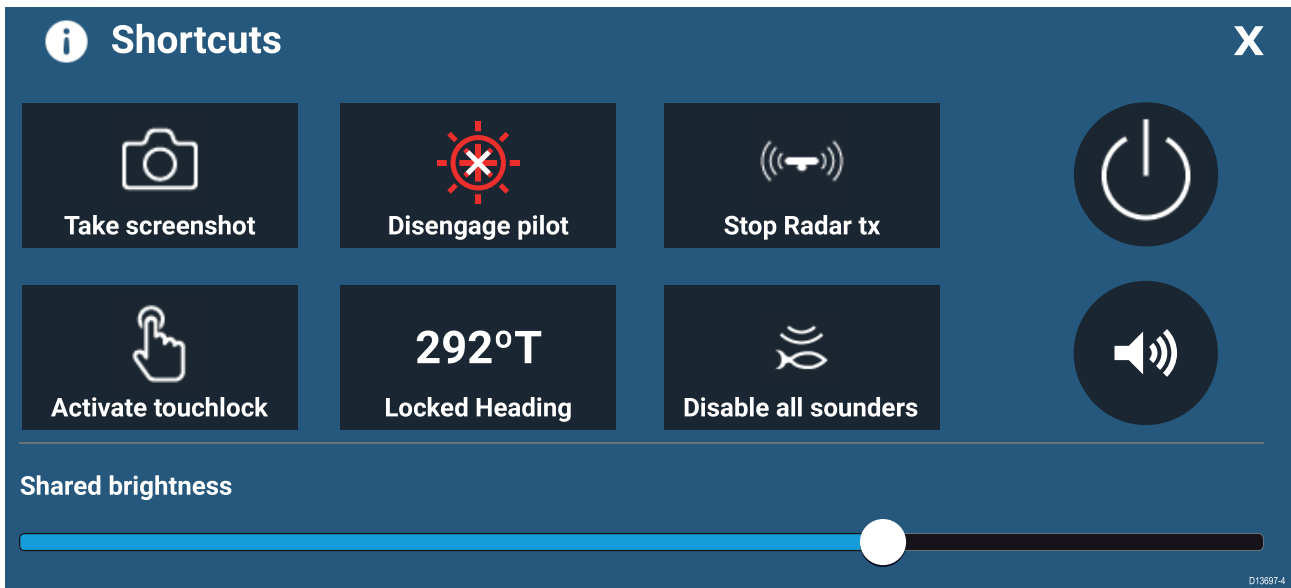 Shortcuts
X
Take screenshot
Disengage pilot
Stop Radar tx
292ºT
Activate touchlock
Locked Heading
Disable all sounders
Shared brightness
D13697-4